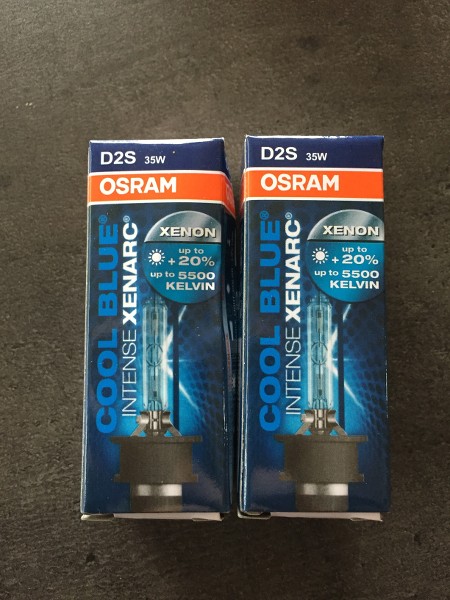 D2S 35W
OSRAM
XENON
up to
+20%
up to 5500
KELVIN
COOL BLUE®
INTENSE XENARC®
D2S 35W
OSRAM
XENON
up to
+20%
up to 5500
KELVIN
COOL BLUE®
INTENSE XENARC®